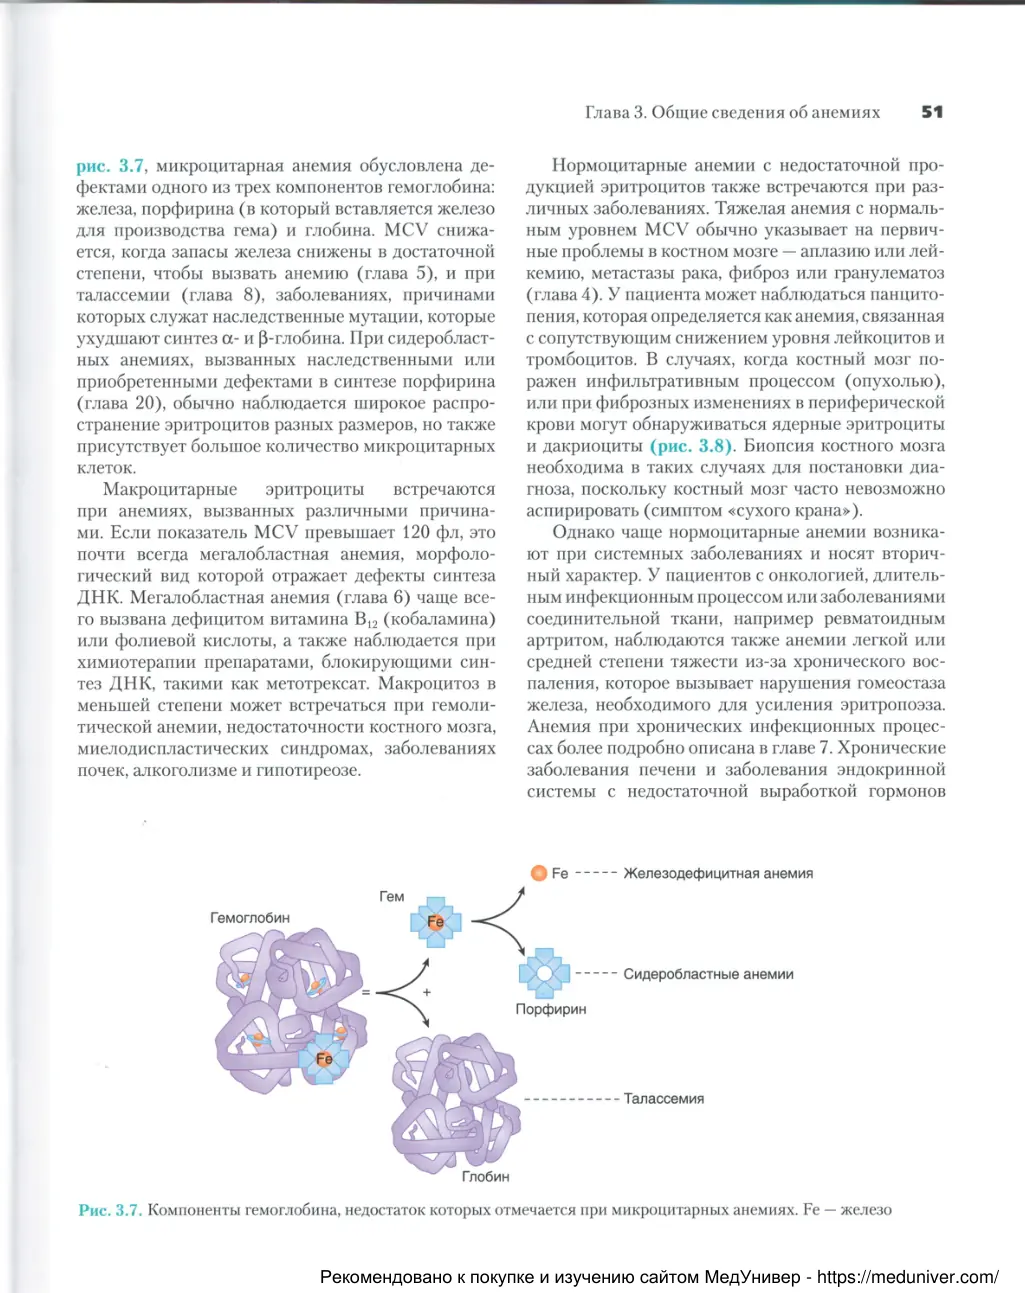 Глава 3. Общие сведения об анемиях 51
рис. 3.7, микроцитарная анемия обусловлена де-
фектами одного из трех компонентов гемоглобина:
железа, порфирина (в который вставляется железо
для производства гема) и глобина. MCV снижа-
ется, когда запасы железа снижены в достаточной
степени, чтобы вызвать анемию (глава 5), и при
талассемии (глава 8), заболеваниях, причинами
которых служат наследственные мутации, которые
ухудшают синтез α- и β-глобина. При сидеробласт-
ных анемиях, вызванных наследственными или
приобретенными дефектами в синтезе порфирина
(глава 20), обычно наблюдается широкое распро-
странение эритроцитов разных размеров, но также
присутствует большое количество микроцитарных
клеток.
Макроцитарные эритроциты встречаются
при анемиях, вызванных различными причина-
ми. Если показатель MCV превышает 120 фл, это
почти всегда мегалобластная анемия, морфоло-
гический вид которой отражает дефекты синтеза
ДНК. Мегалобластная анемия (глава 6) чаще все-
го вызвана дефицитом витамина B₁₂ (кобаламина)
или фолиевой кислоты, а также наблюдается при
химиотерапии препаратами, блокирующими син-
тез ДНК, такими как метотрексат. Макроцитоз в
меньшей степени может встречаться при гемоли-
тической анемии, недостаточности костного мозга,
миелодиспластических синдромах, заболеваниях
почек, алкоголизме и гипотиреозе.
Нормоцитарные анемии с недостаточной про-
дукцией эритроцитов также встречаются при раз-
личных заболеваниях. Тяжелая анемия с нормаль-
ным уровнем MCV обычно указывает на первич-
ные проблемы в костном мозге — аплазию или лей-
кемию, метастазы рака, фиброз или гранулематоз
(глава 4). У пациента может наблюдаться панцито-
пения, которая определяется как анемия, связанная
с сопутствующим снижением уровня лейкоцитов и
тромбоцитов. В случаях, когда костный мозг по-
ражен инфильтративным процессом (опухолью),
или при фиброзных изменениях в периферической
крови могут обнаруживаться ядерные эритроциты
и дакриоциты (рис. 3.8). Биопсия костного мозга
необходима в таких случаях для постановки диа-
гноза, поскольку костный мозг часто невозможно
аспирировать (симптом «сухого крана»).
Однако чаще нормоцитарные анемии возника-
ют при системных заболеваниях и носят вторич-
ный характер. У пациентов с онкологией, длитель-
ным инфекционным процессом или заболеваниями
соединительной ткани, например ревматоидным
артритом, наблюдаются также анемии легкой или
средней степени тяжести из-за хронического вос-
паления, которое вызывает нарушения гомеостаза
железа, необходимого для усиления эритропоэза.
Анемия при хронических инфекционных процес-
сах более подробно описана в главе 7. Хронические
заболевания печени и заболевания эндокринной
системы с недостаточной выработкой гормонов
Fe ----- Железодефицитная анемия
Гем
Гемоглобин
Fe
----- Сидеробластные анемии
= +
Порфирин
Fe
----------- Талассемия
Глобин
Рис. 3.7. Компоненты гемоглобина, недостаток которых отмечается при микроцитарных анемиях. Fe — железо
Рекомендовано к покупке и изучению сайтом МедУнивер - https://meduniver.com/